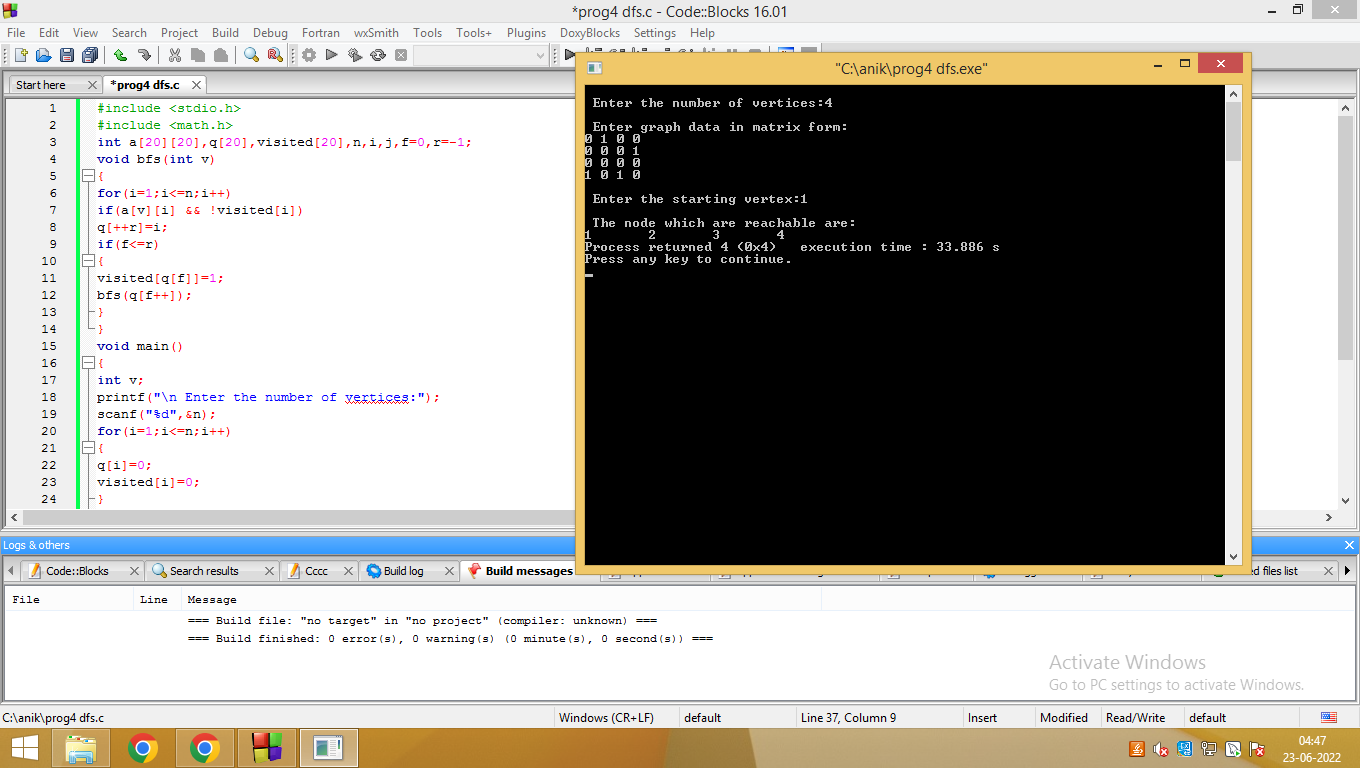 *prog4 dfs.c - Code::Blocks 16.01
File Edit View Search Project Build Debug Fortran wxSmith Tools Tools+ Plugins DoxyBlocks Settings Help
Start here
*prog4 dfs.c
1 #include <stdio.h>
2 #include <math.h>
3 int a[20][20],q[20],visited[20],n,i,j,f=0,r=-1;
4 void bfs(int v)
5 {
6 for(i=1;i<=n;i++)
7 if(a[v][i] && !visited[i])
8 q[++r]=i;
9 if(f<=r)
10 {
11 visited[q[f]]=1;
12 bfs(q[f++]);
13 }
14 }
15 void main()
16 {
17 int v;
18 printf("\n Enter the number of vertices:");
19 scanf("%d",&n);
20 for(i=1;i<=n;i++)
21 {
22 q[i]=0;
23 visited[i]=0;
24 }
"C:\anik\prog4 dfs.exe"
Enter the number of vertices:4
Enter graph data in matrix form:
0 1 0 0
0 0 0 1
0 0 0 0
1 0 1 0
Enter the starting vertex:1
The node which are reachable are:
1 2 3 4
Process returned 4 (0x4) execution time : 33.886 s
Press any key to continue.
Logs & others
Code::Blocks
Search results
Cccc
Build log
Build messages
files list
File Line Message
=== Build file: "no target" in "no project" (compiler: unknown) ===
=== Build finished: 0 error(s), 0 warning(s) (0 minute(s), 0 second(s)) ===
Activate Windows
Go to PC settings to activate Windows.
C:\anik\prog4 dfs.c
Windows (CR+LF)
default
Line 37, Column 9
Insert
Modified
Read/Write
default
04:47
23-06-2022